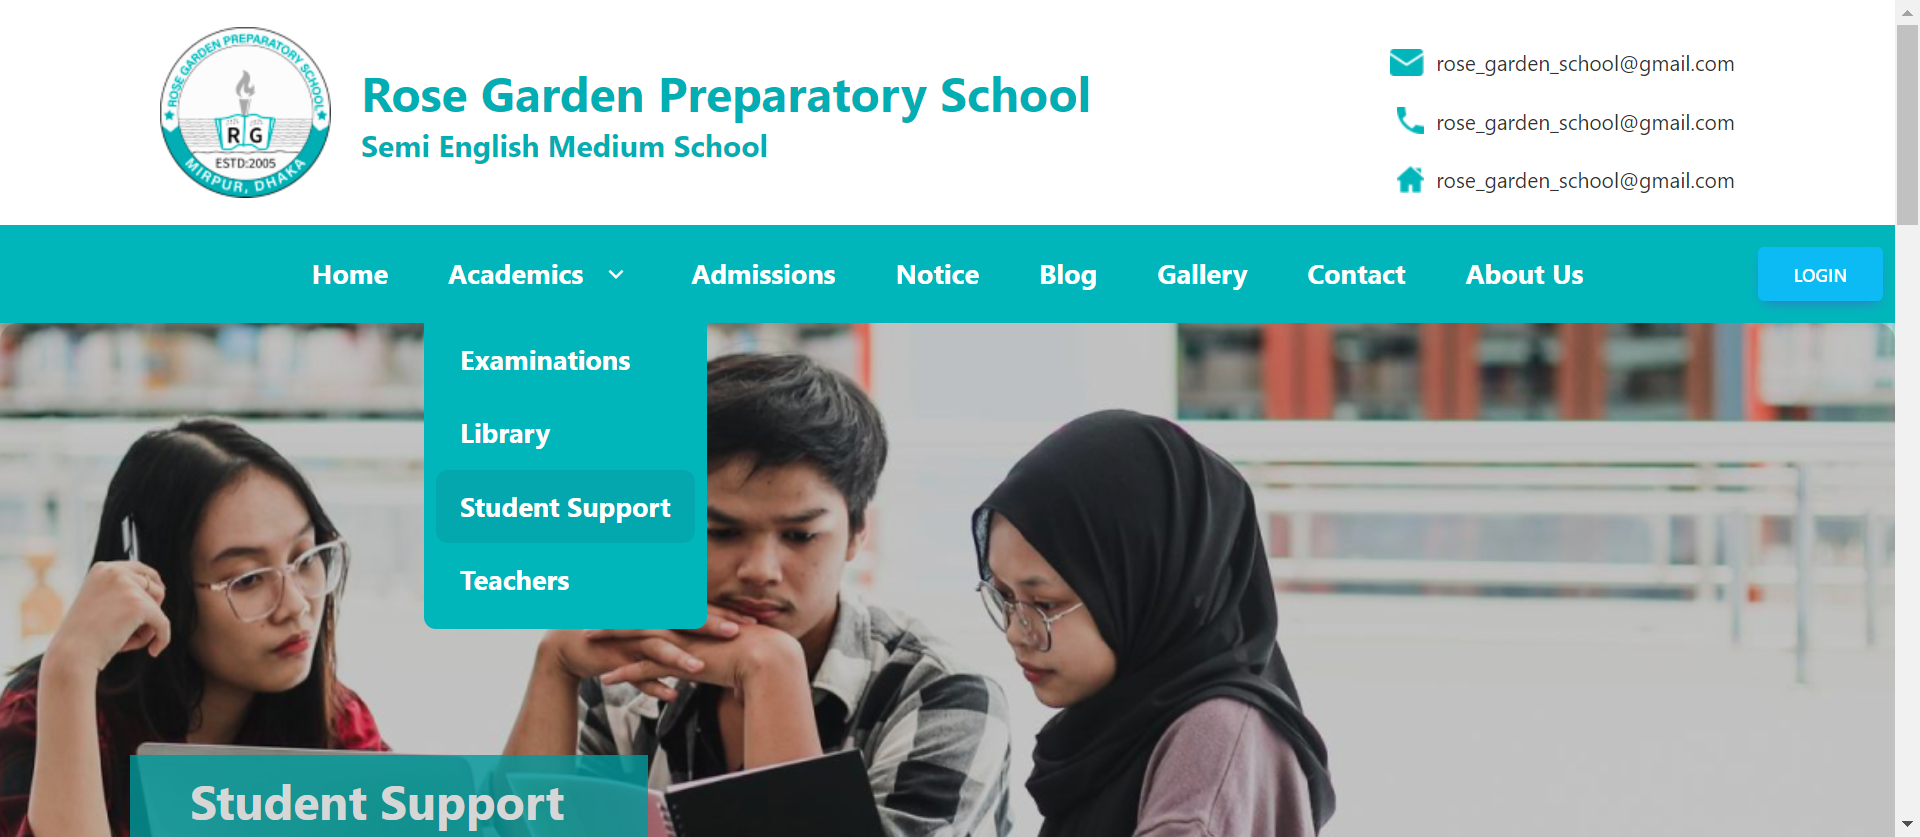 ROSE GARDEN PREPARATORY SCHOOL
R G
ESTD:2005
MIRPUR, DHAKA
Rose Garden Preparatory School
Semi English Medium School
rose_garden_school@gmail.com
rose_garden_school@gmail.com
rose_garden_school@gmail.com
Home Academics Admissions Notice Blog Gallery Contact About Us LOGIN
Examinations
Library
Student Support
Teachers
Student Support